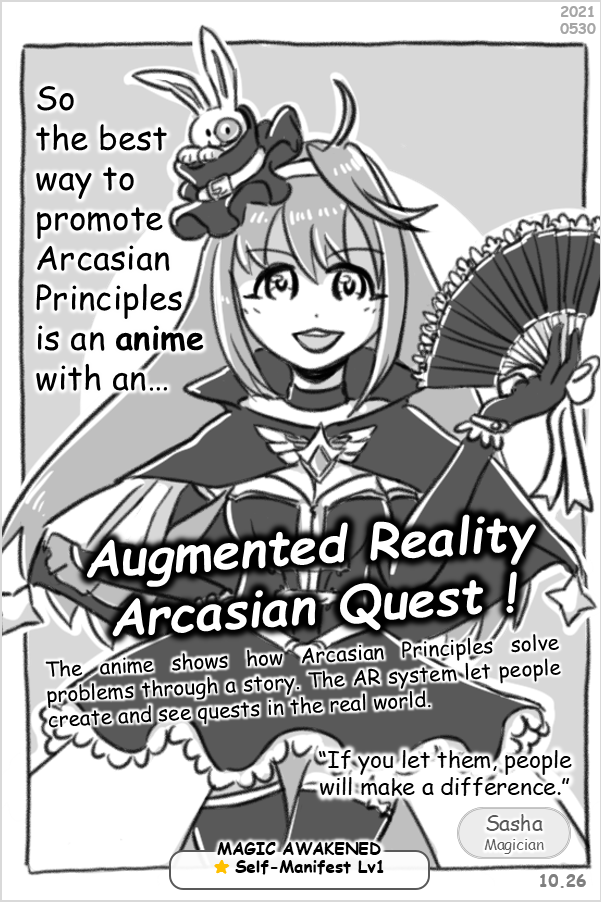 2021
0530
So
the best
way to
promote
Arcasian
Principles
is an anime
with an...
Augmented Reality
Arcasian Quest !
The anime shows how Arcasian Principles solve
problems through a story. The AR system let people
create and see quests in the real world.
“If you let them, people
will make a difference.”
Sasha
Magician
MAGIC AWAKENED
⭐ Self-Manifest Lv1
10.26